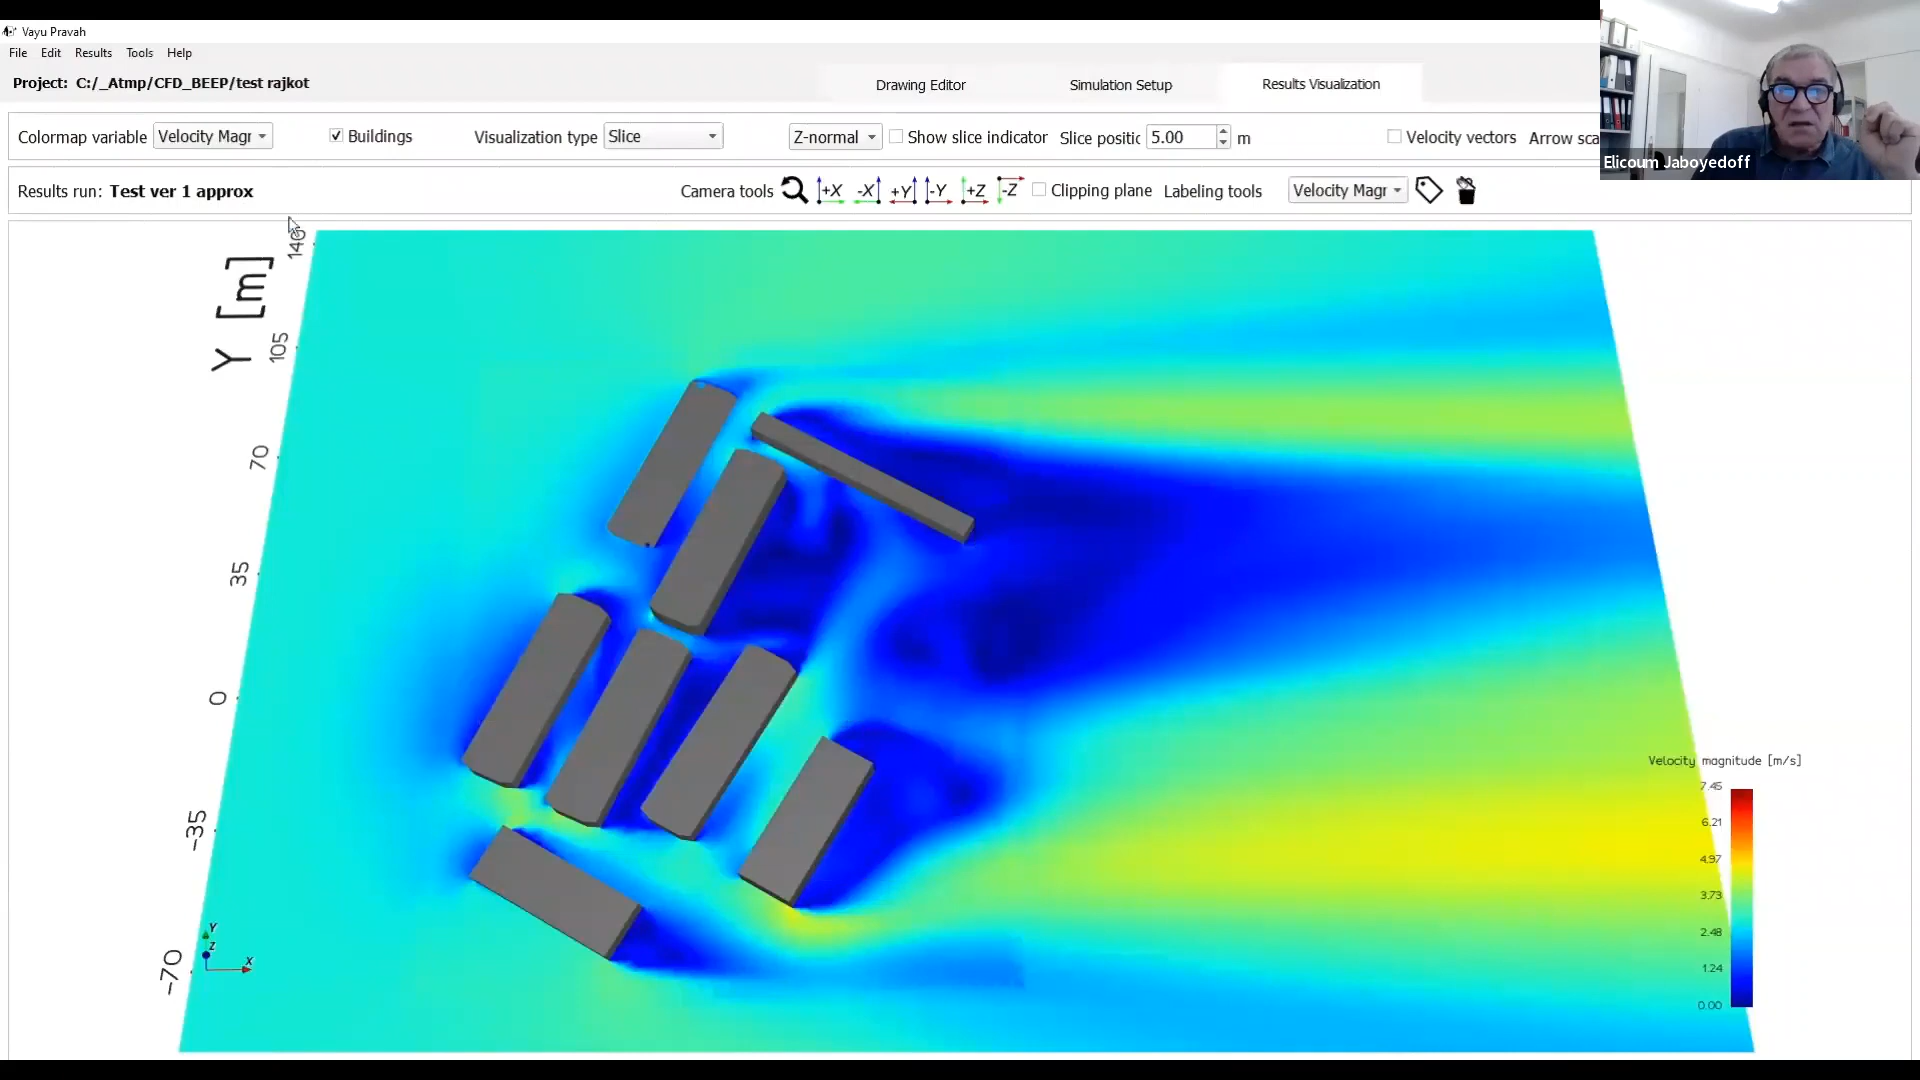 Vayu Pravah
File Edit Results Tools Help
Project: C:/_Atmp/CFD_BEEP/test rajkot
Drawing Editor Simulation Setup Results Visualization
Colormap variable Velocity Magr Buildings Visualization type Slice Z-normal Show slice indicator Slice positic 5.00 m Velocity vectors Arrow sca
Elicoum Jaboyedoff
Results run: Test ver 1 approx Camera tools +X -X +Y -Y +Z -Z Clipping plane Labeling tools Velocity Magr
Y [m]
140
105
70
35
0
-35
-70
Y
Z
X
Velocity magnitude [m/s]
7.45
6.21
4.97
3.73
2.48
1.24
0.00